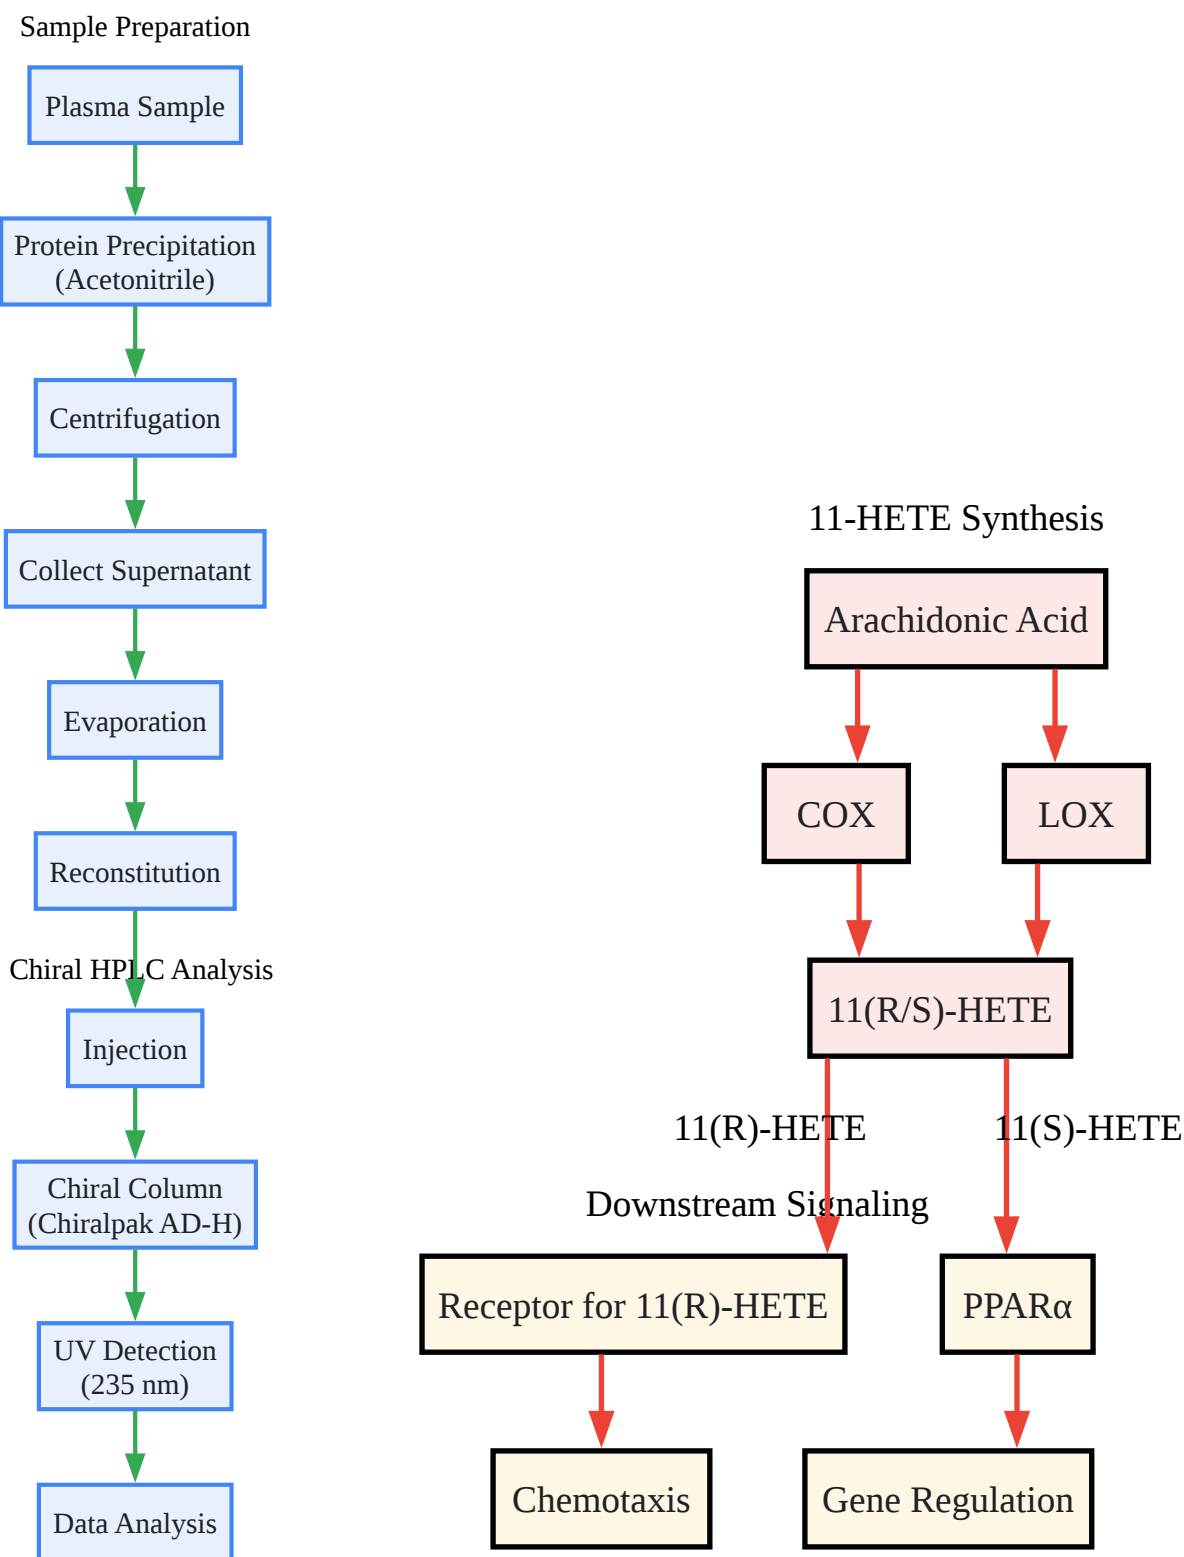 Sample Preparation
Plasma Sample
Protein Precipitation
(Acetonitrile)
Centrifugation
Collect Supernatant
Evaporation
Reconstitution
Chiral HPLC Analysis
Injection
Chiral Column
(Chiralpak AD-H)
UV Detection
(235 nm)
Data Analysis
11-HETE Synthesis
Arachidonic Acid
COX
LOX
11(R/S)-HETE
11(R)-HETE
11(S)-HETE
Downstream Signaling
Receptor for 11(R)-HETE
PPARα
Chemotaxis
Gene Regulation